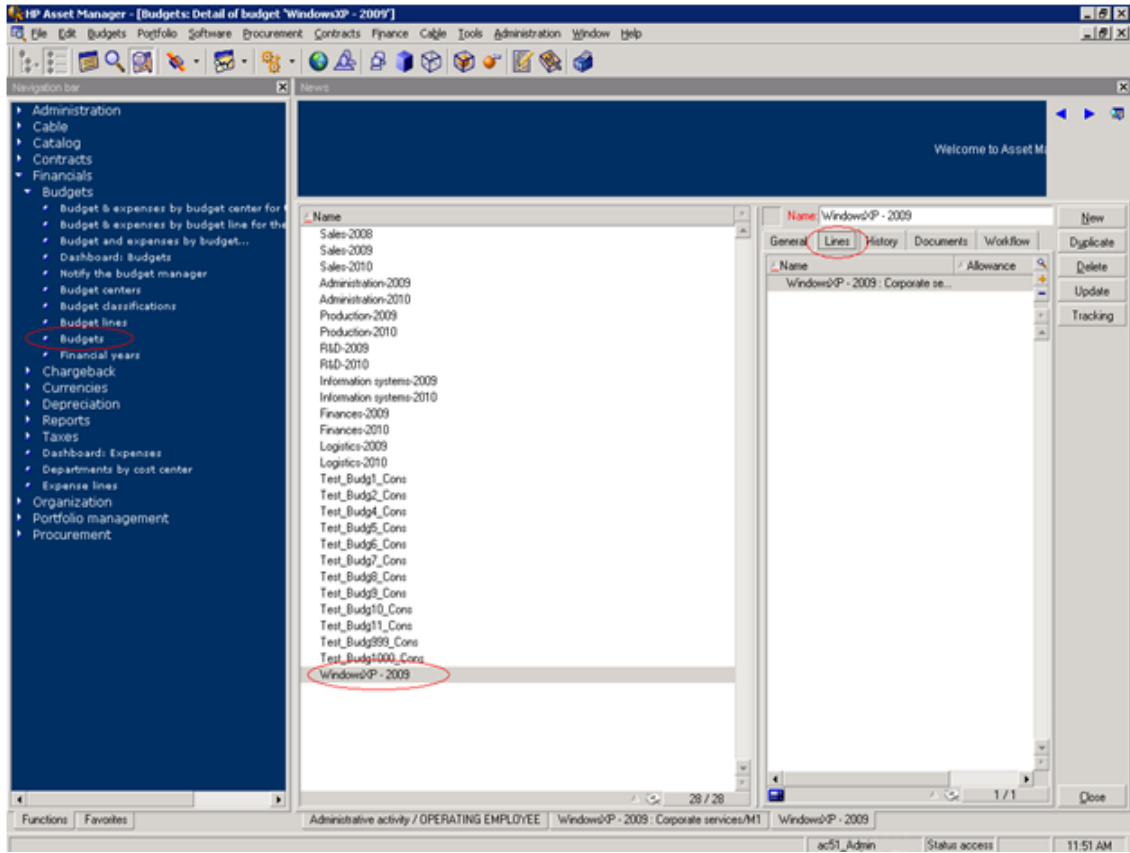 HP Asset Manager - [Budgets: Detail of budget 'WindowsXP - 2009']
File Edit Budgets Portfolio Software Procurement Contracts Finance Cable Tools Administration Window Help
Navigation bar
News
Administration
Cable
Catalog
Contracts
Financials
Budgets
Budget & expenses by budget center for
Budget & expenses by budget line for the
Budget and expenses by budget...
Dashboard: Budgets
Notify the budget manager
Budget centers
Budget classifications
Budget lines
Budgets
Financial years
Chargeback
Currencies
Depreciation
Reports
Taxes
Dashboard: Expenses
Departments by cost center
Expense lines
Organization
Portfolio management
Procurement
Functions Favorites
Welcome to Asset Ma
Name
Sales-2008
Sales-2009
Sales-2010
Administration-2009
Administration-2010
Production-2009
Production-2010
R&D-2009
R&D-2010
Information systems-2009
Information systems-2010
Finances-2009
Finances-2010
Logistics-2009
Logistics-2010
Test_Budg1_Cons
Test_Budg2_Cons
Test_Budg4_Cons
Test_Budg5_Cons
Test_Budg6_Cons
Test_Budg7_Cons
Test_Budg8_Cons
Test_Budg9_Cons
Test_Budg10_Cons
Test_Budg11_Cons
Test_Budg999_Cons
Test_Budg1000_Cons
WindowsXP - 2009
28 / 28
Name: WindowsXP - 2009
General Lines History Documents Workflow
Name Allowance
WindowsXP - 2009 : Corporate se...
1 / 1
New
Duplicate
Delete
Update
Tracking
Close
Administrative activity / OPERATING EMPLOYEE WindowsXP - 2009 : Corporate services/M1 WindowsXP - 2009
ac51_Admin Status access 11:51 AM